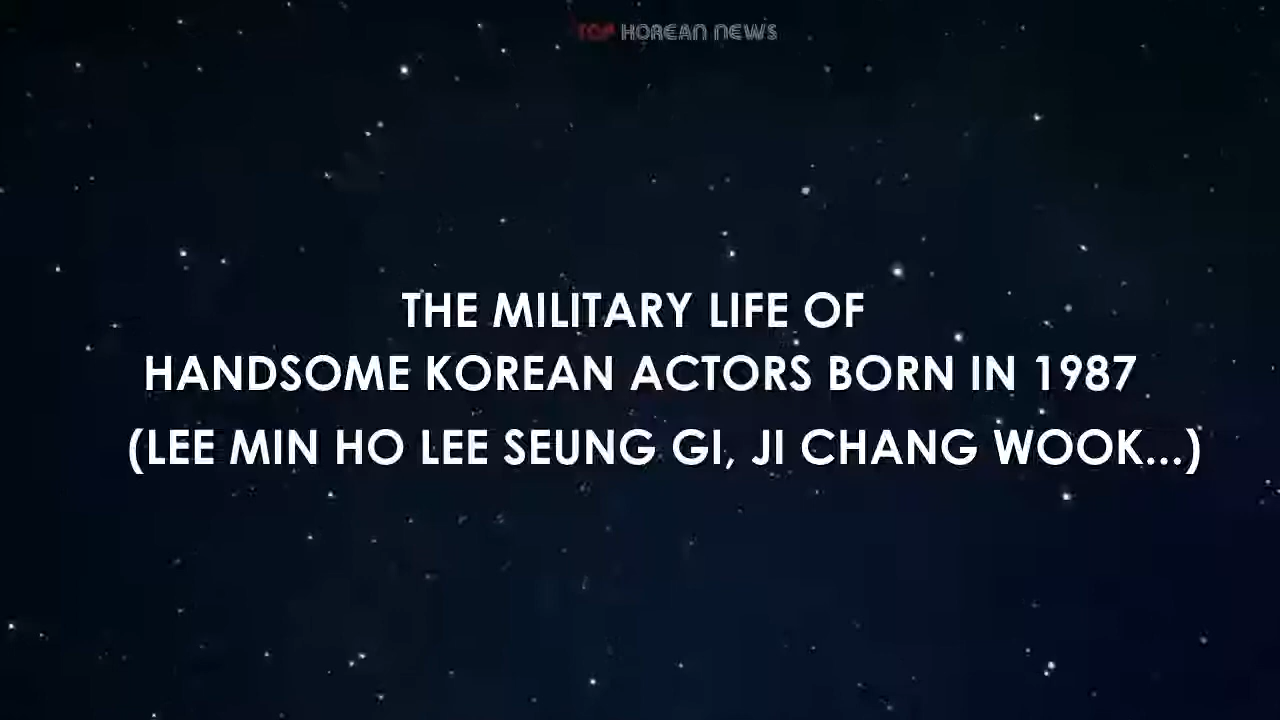 TOP KOREAN NEWS
THE MILITARY LIFE OF
HANDSOME KOREAN ACTORS BORN IN 1987
(LEE MIN HO LEE SEUNG GI, JI CHANG WOOK...)